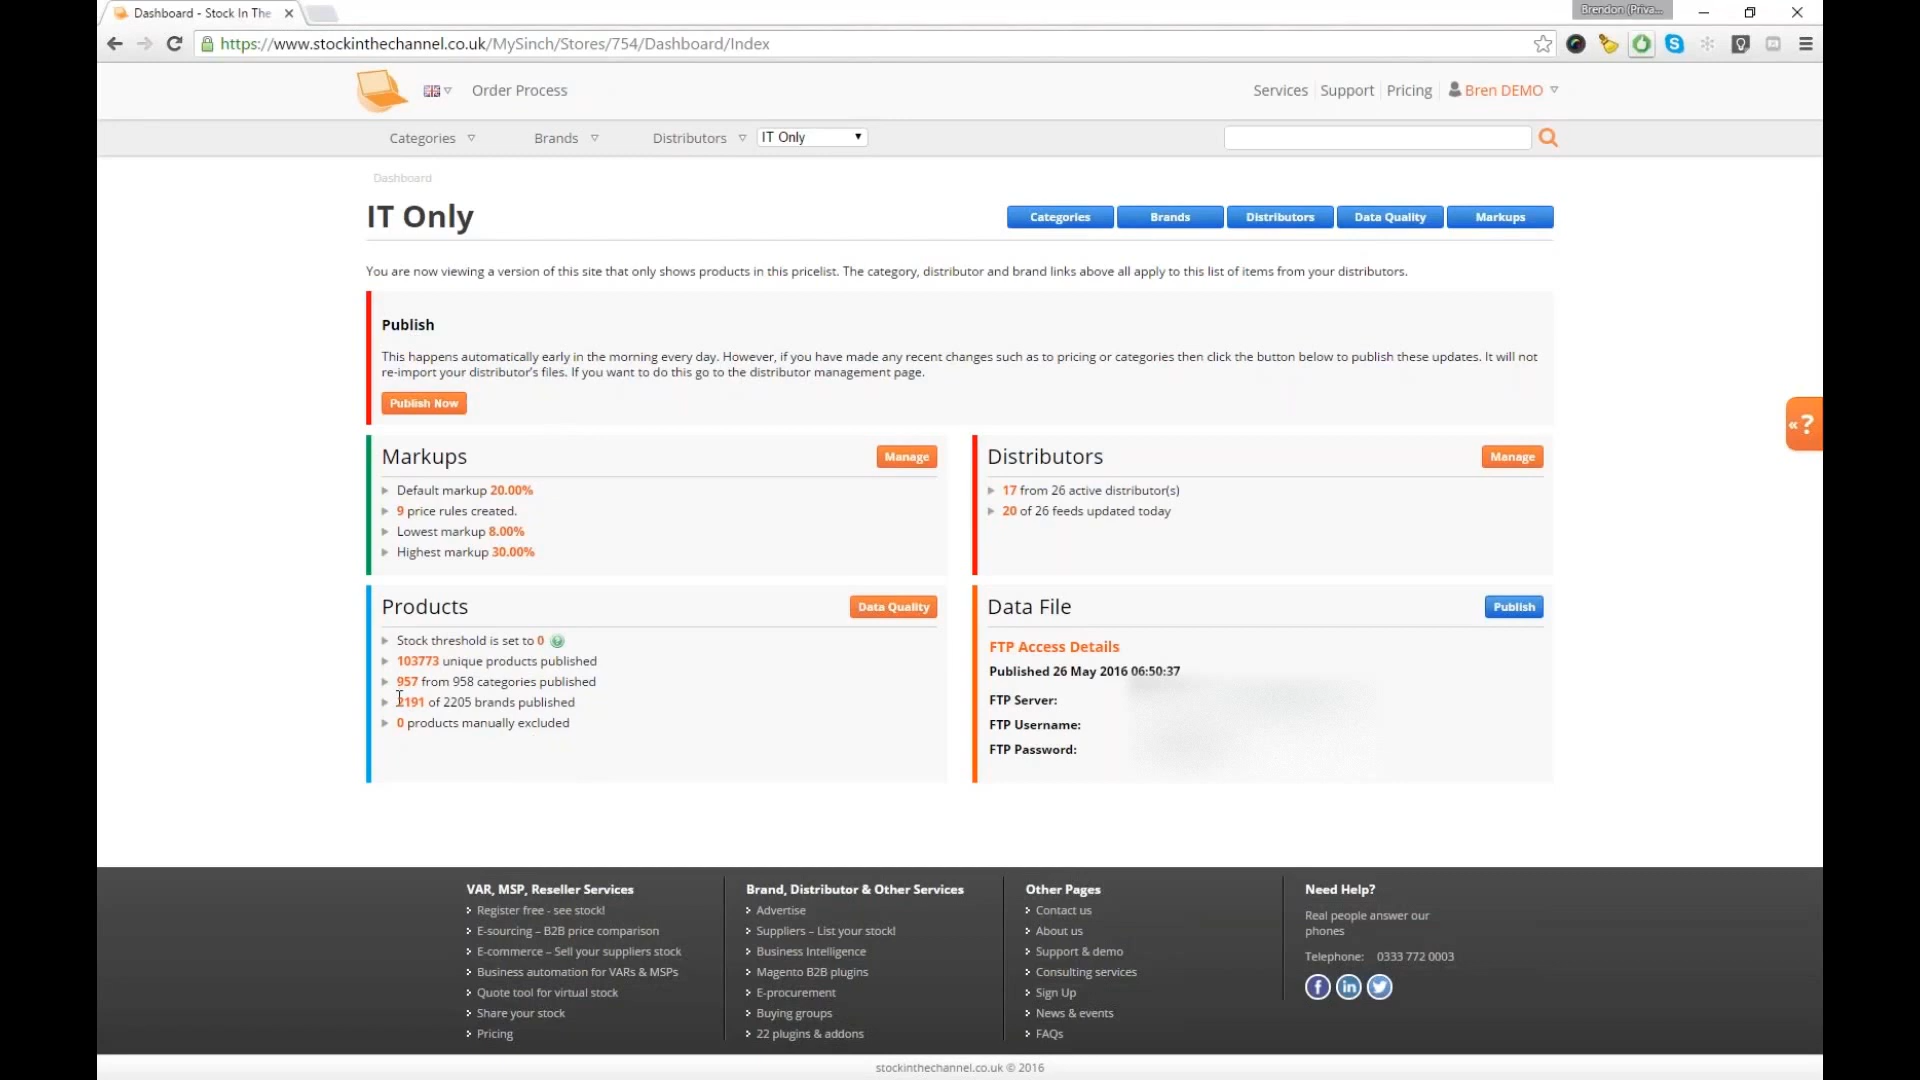 Dashboard - Stock In The
Brendon (Priva...
https://www.stockinthechannel.co.uk/MySinch/Stores/754/Dashboard/Index
Order Process
Services
Support
Pricing
Bren DEMO
Categories
Brands
Distributors
IT Only
Dashboard
IT Only
Categories
Brands
Distributors
Data Quality
Markups
You are now viewing a version of this site that only shows products in this pricelist. The category, distributor and brand links above all apply to this list of items from your distributors.
Publish
This happens automatically early in the morning every day. However, if you have made any recent changes such as to pricing or categories then click the button below to publish these updates. It will not
re-import your distributor's files. If you want to do this go to the distributor management page.
Publish Now
« ?
Markups
Manage
Default markup 20.00%
9 price rules created.
Lowest markup 8.00%
Highest markup 30.00%
Distributors
Manage
17 from 26 active distributor(s)
20 of 26 feeds updated today
Products
Data Quality
Stock threshold is set to 0
103773 unique products published
957 from 958 categories published
2191 of 2205 brands published
0 products manually excluded
Data File
Publish
FTP Access Details
Published 26 May 2016 06:50:37
FTP Server:
FTP Username:
FTP Password:
VAR, MSP, Reseller Services
Register free - see stock!
E-sourcing – B2B price comparison
E-commerce – Sell your suppliers stock
Business automation for VARs & MSPs
Quote tool for virtual stock
Share your stock
Pricing
Brand, Distributor & Other Services
Advertise
Suppliers – List your stock!
Business Intelligence
Magento B2B plugins
E-procurement
Buying groups
22 plugins & addons
Other Pages
Contact us
About us
Support & demo
Consulting services
Sign Up
News & events
FAQs
Need Help?
Real people answer our
phones
Telephone: 0333 772 0003
stockinthechannel.co.uk © 2016